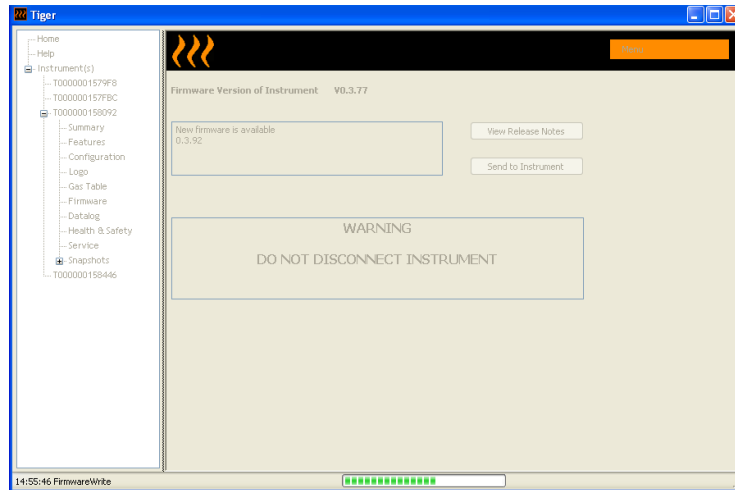 Tiger
Home
Help
Instrument(s)
T0000001579F8
T000000157FBC
T000000158092
Summary
Features
Configuration
Logo
Gas Table
Firmware
Datalog
Health & Safety
Service
Snapshots
T000000158446
Menu
Firmware Version of Instrument V0.3.77
New firmware is available
0.3.92
View Release Notes
Send to Instrument
WARNING
DO NOT DISCONNECT INSTRUMENT
14:55:46 FirmwareWrite